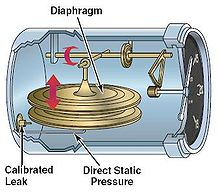 Diaphragm
Calibrated
Leak
Direct Static
Pressure